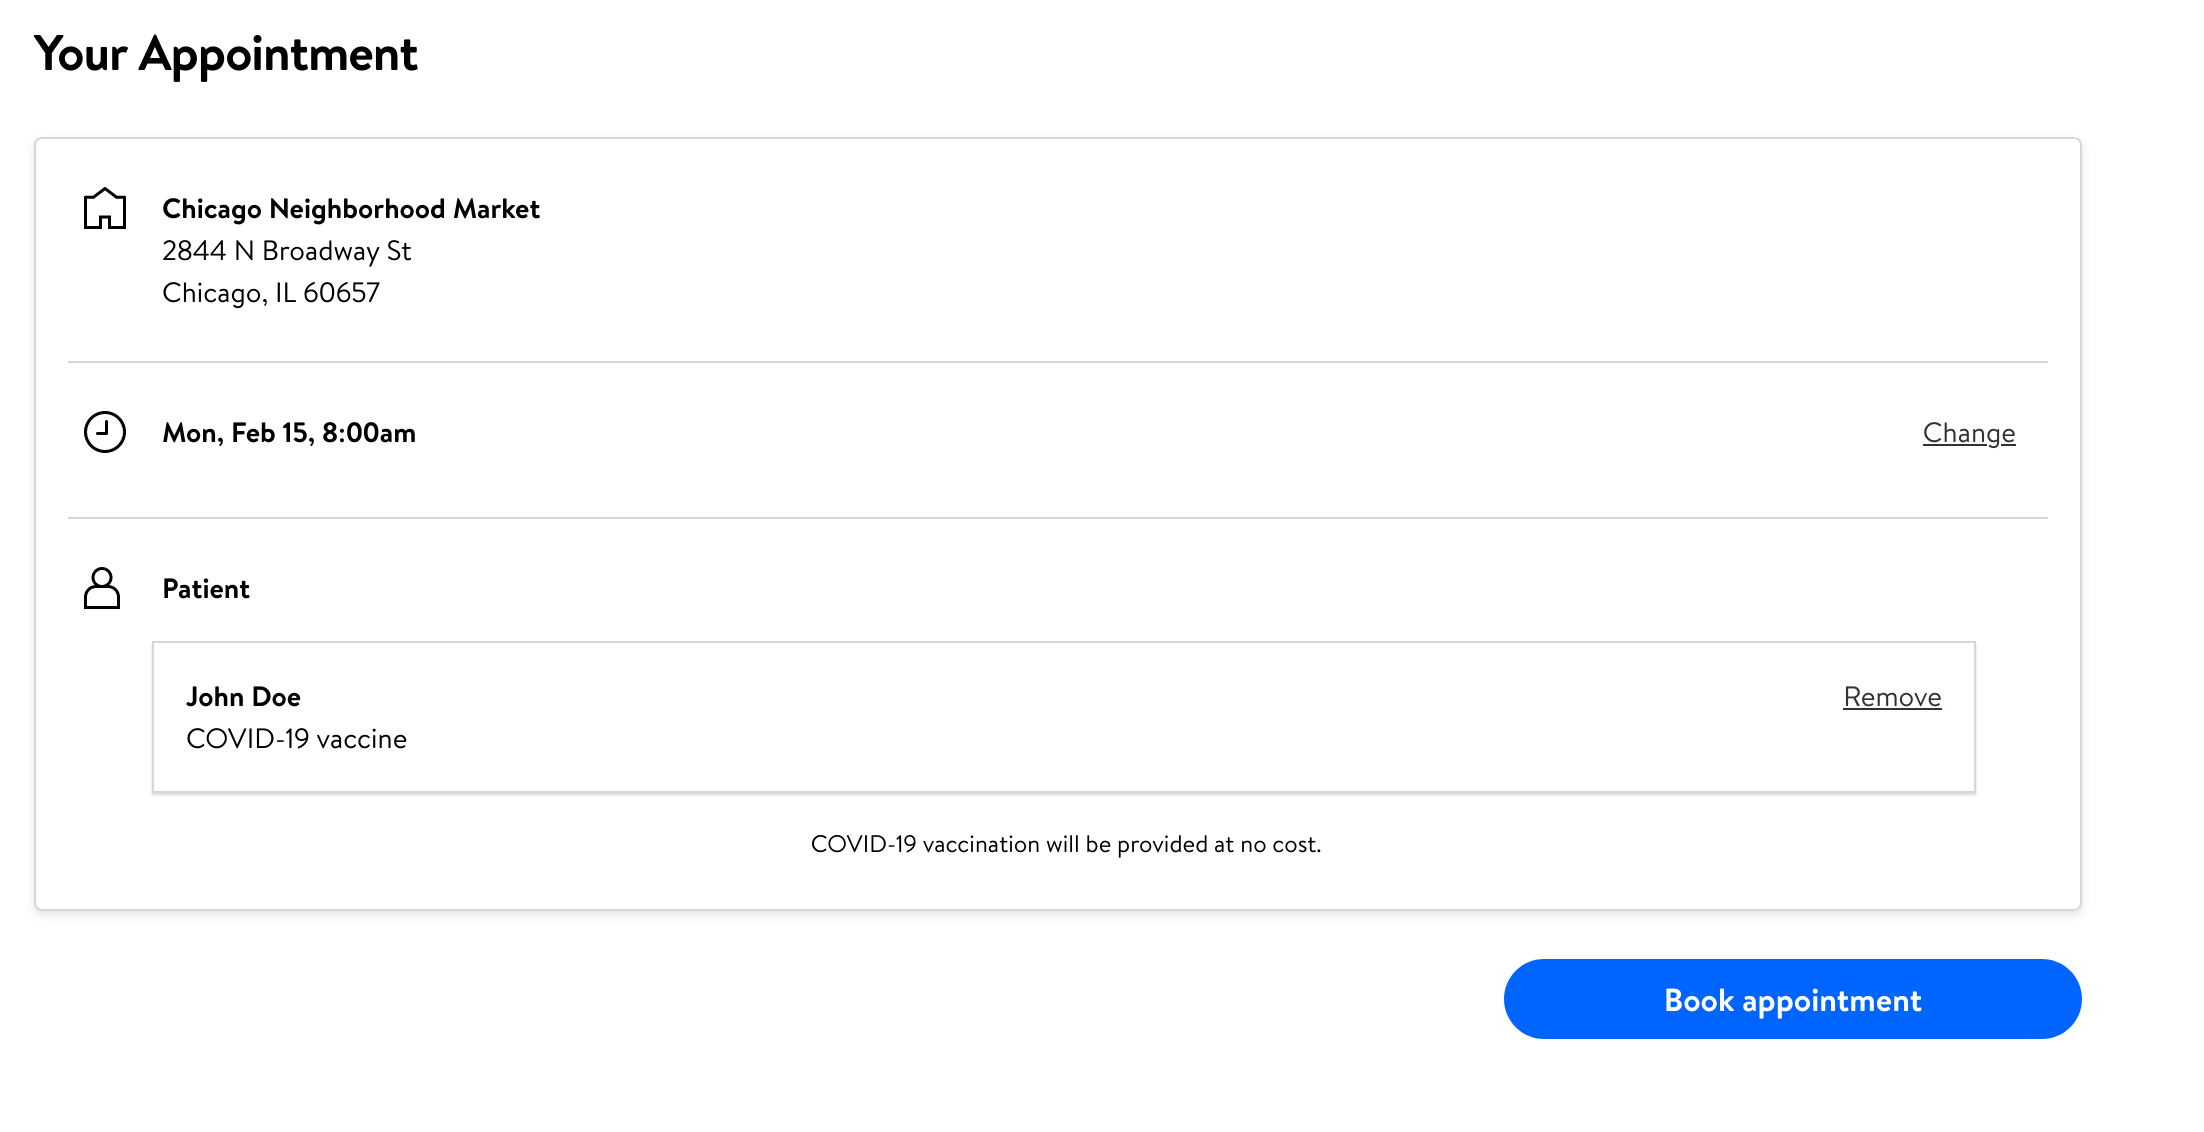 Your Appointment
Chicago Neighborhood Market
2844 N Broadway St
Chicago, IL 60657
Mon, Feb 15, 8:00am
Change
Patient
John Doe
Remove
COVID-19 vaccine
COVID-19 vaccination will be provided at no cost.
Book appointment